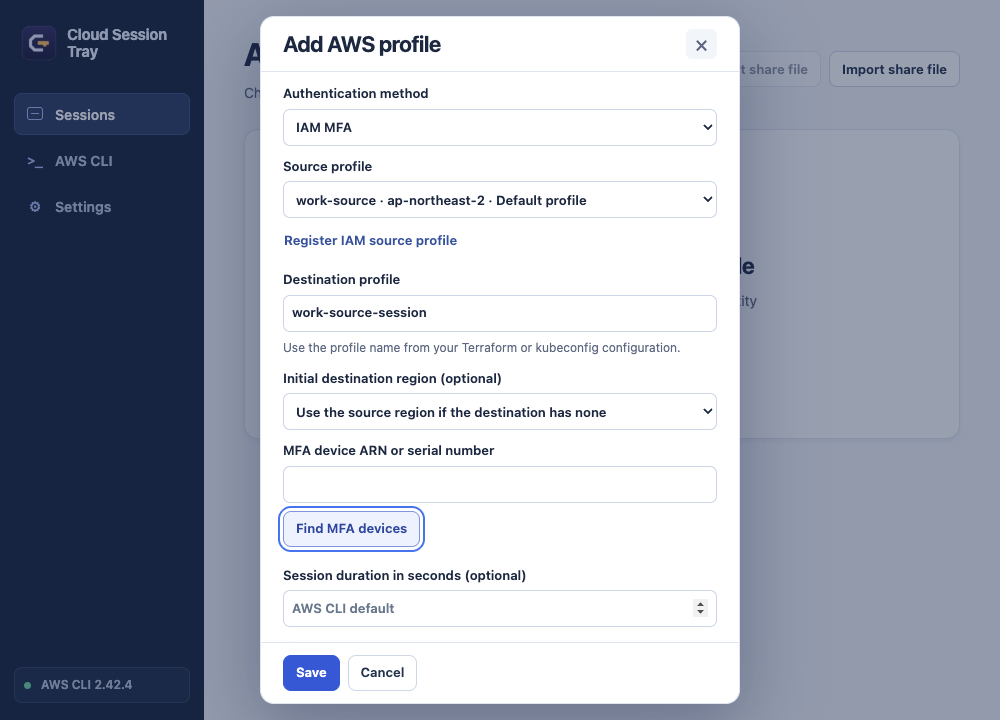 Cloud Session
Tray
Sessions
>_ AWS CLI
Settings
AWS CLI 2.42.4
share file
Import share file
Add AWS profile
Authentication method
IAM MFA
Source profile
work-source · ap-northeast-2 · Default profile
Register IAM source profile
Destination profile
work-source-session
Use the profile name from your Terraform or kubeconfig configuration.
Initial destination region (optional)
Use the source region if the destination has none
MFA device ARN or serial number
Find MFA devices
Session duration in seconds (optional)
AWS CLI default
Save
Cancel